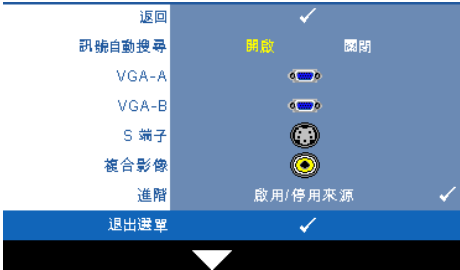 返回
訊號自動搜尋 開啟 關閉
VGA-A
VGA-B
S 端子
複合影像
進階 啟用/停用來源
退出選單